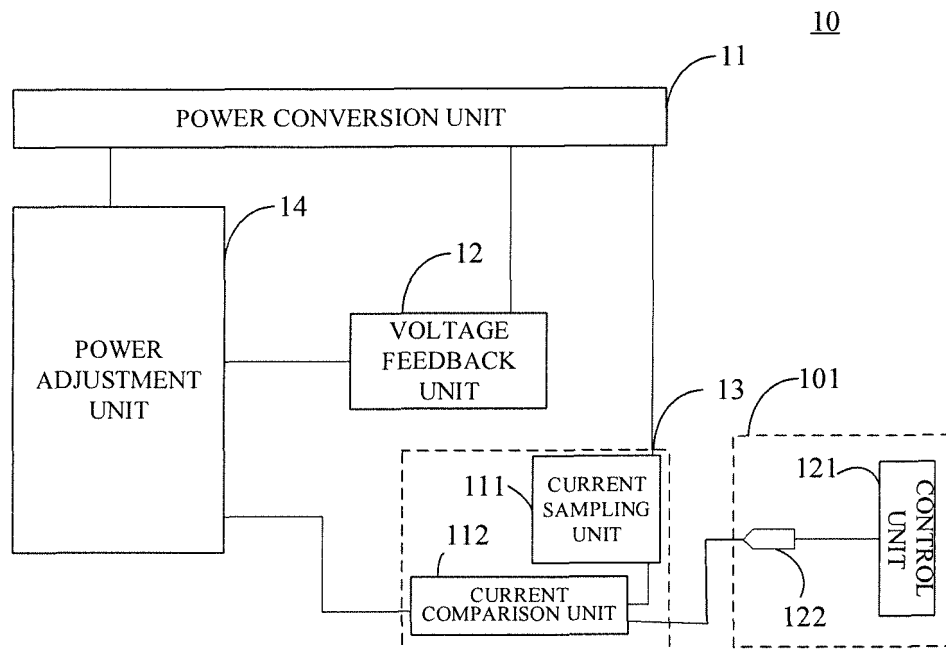 10
11
POWER CONVERSION UNIT
14
12
POWER
ADJUSTMENT
UNIT
VOLTAGE
FEEDBACK
UNIT
13
101
111
CURRENT
SAMPLING
UNIT
121
CONTROL
UNIT
112
CURRENT
COMPARISON UNIT
122